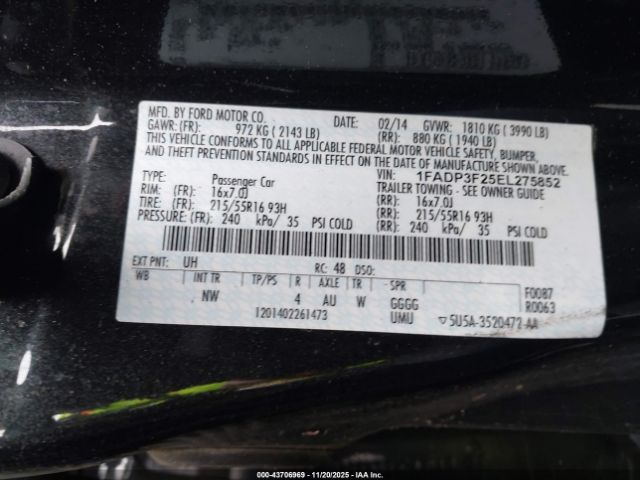 MFD. BY FORD MOTOR CO. DATE: 02/14 GVWR: 1810 KG ( 3990 LB)
GAWR: (FR): 972 KG ( 2143 LB) (RR): 880 KG ( 1940 LB)
THIS VEHICLE CONFORMS TO ALL APPLICABLE FEDERAL MOTOR VEHICLE SAFETY, BUMPER,
AND THEFT PREVENTION STANDARDS IN EFFECT ON THE DATE OF MANUFACTURE SHOWN ABOVE.
VIN: 1FADP3F25EL275852
TYPE: Passenger Car TRAILER TOWING - SEE OWNER GUIDE
RIM: (FR): 16x7.0J (RR): 16x7.0J
TIRE: (FR): 215/55R16 93H (RR): 215/55R16 93H
PRESSURE: (FR): 240 kPa/ 35 PSI COLD (RR): 240 kPa/ 35 PSI COLD
EXT PNT: UH RC: 48 DSO: F0087
WB INT TR TP/PS R AXLE TR SPR R0063
NW 4 AU W GGGG
1201402261473 UMU ▽5U5A-3520472-AA
000-43706969 | 11/20/2025 | IAA Inc.